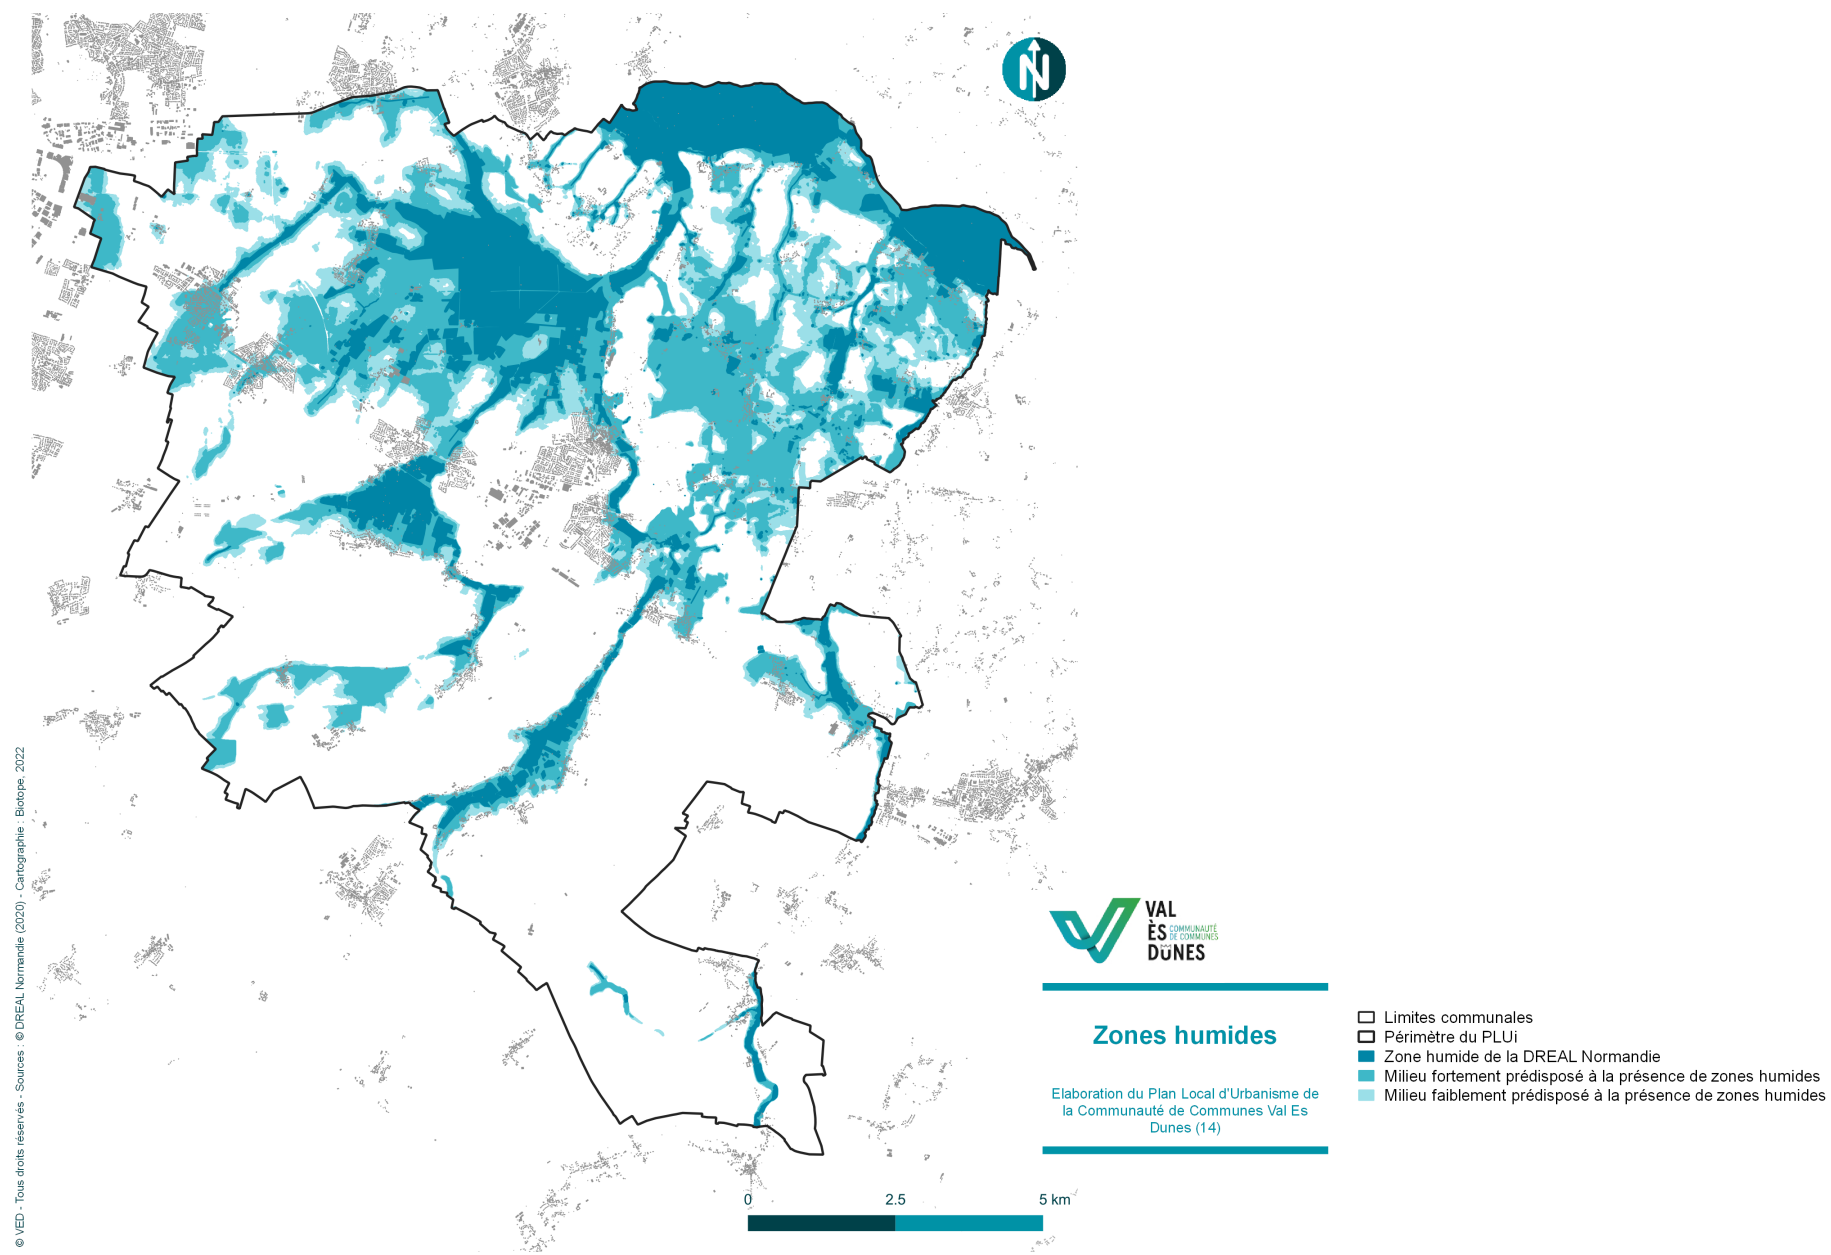 N
VAL
ÈS
DUNES
COMMUNAUTÉ
DE COMMUNES
Zones humides
Elaboration du Plan Local d'Urbanisme de
la Communauté de Communes Val Es
Dunes (14)
Limites communales
Périmètre du PLUi
Zone humide de la DREAL Normandie
Milieu fortement prédisposé à la présence de zones humides
Milieu faiblement prédisposé à la présence de zones humides
0 2.5 5 km
© VED - Tous droits réservés - Sources : © DREAL Normandie (2020) - Cartographie : Biotope, 2022